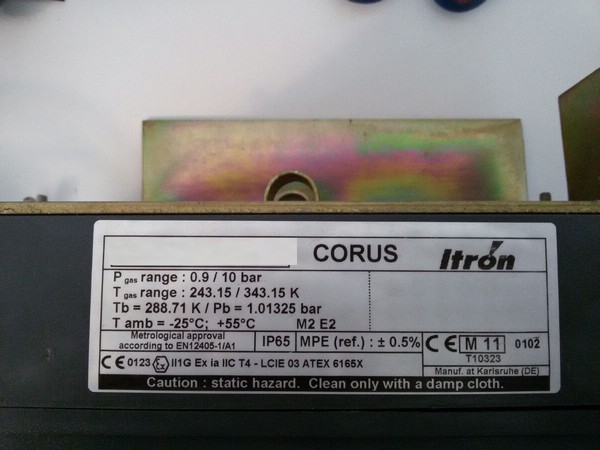 CORUS Itron
P gas range : 0.9 / 10 bar
T gas range : 243.15 / 343.15 K
Tb = 288.71 K / Pb = 1.01325 bar
T amb = -25°C; +55°C M2 E2
Metrological approval
according to EN12405-1/A1
IP65
MPE (ref.) : ± 0.5%
CE M 11 0102
T10323
Manuf. at Karlsruhe (DE)
CE 0123 Ex II1G Ex ia IIC T4 - LCIE 03 ATEX 6165X
Caution : static hazard. Clean only with a damp cloth.